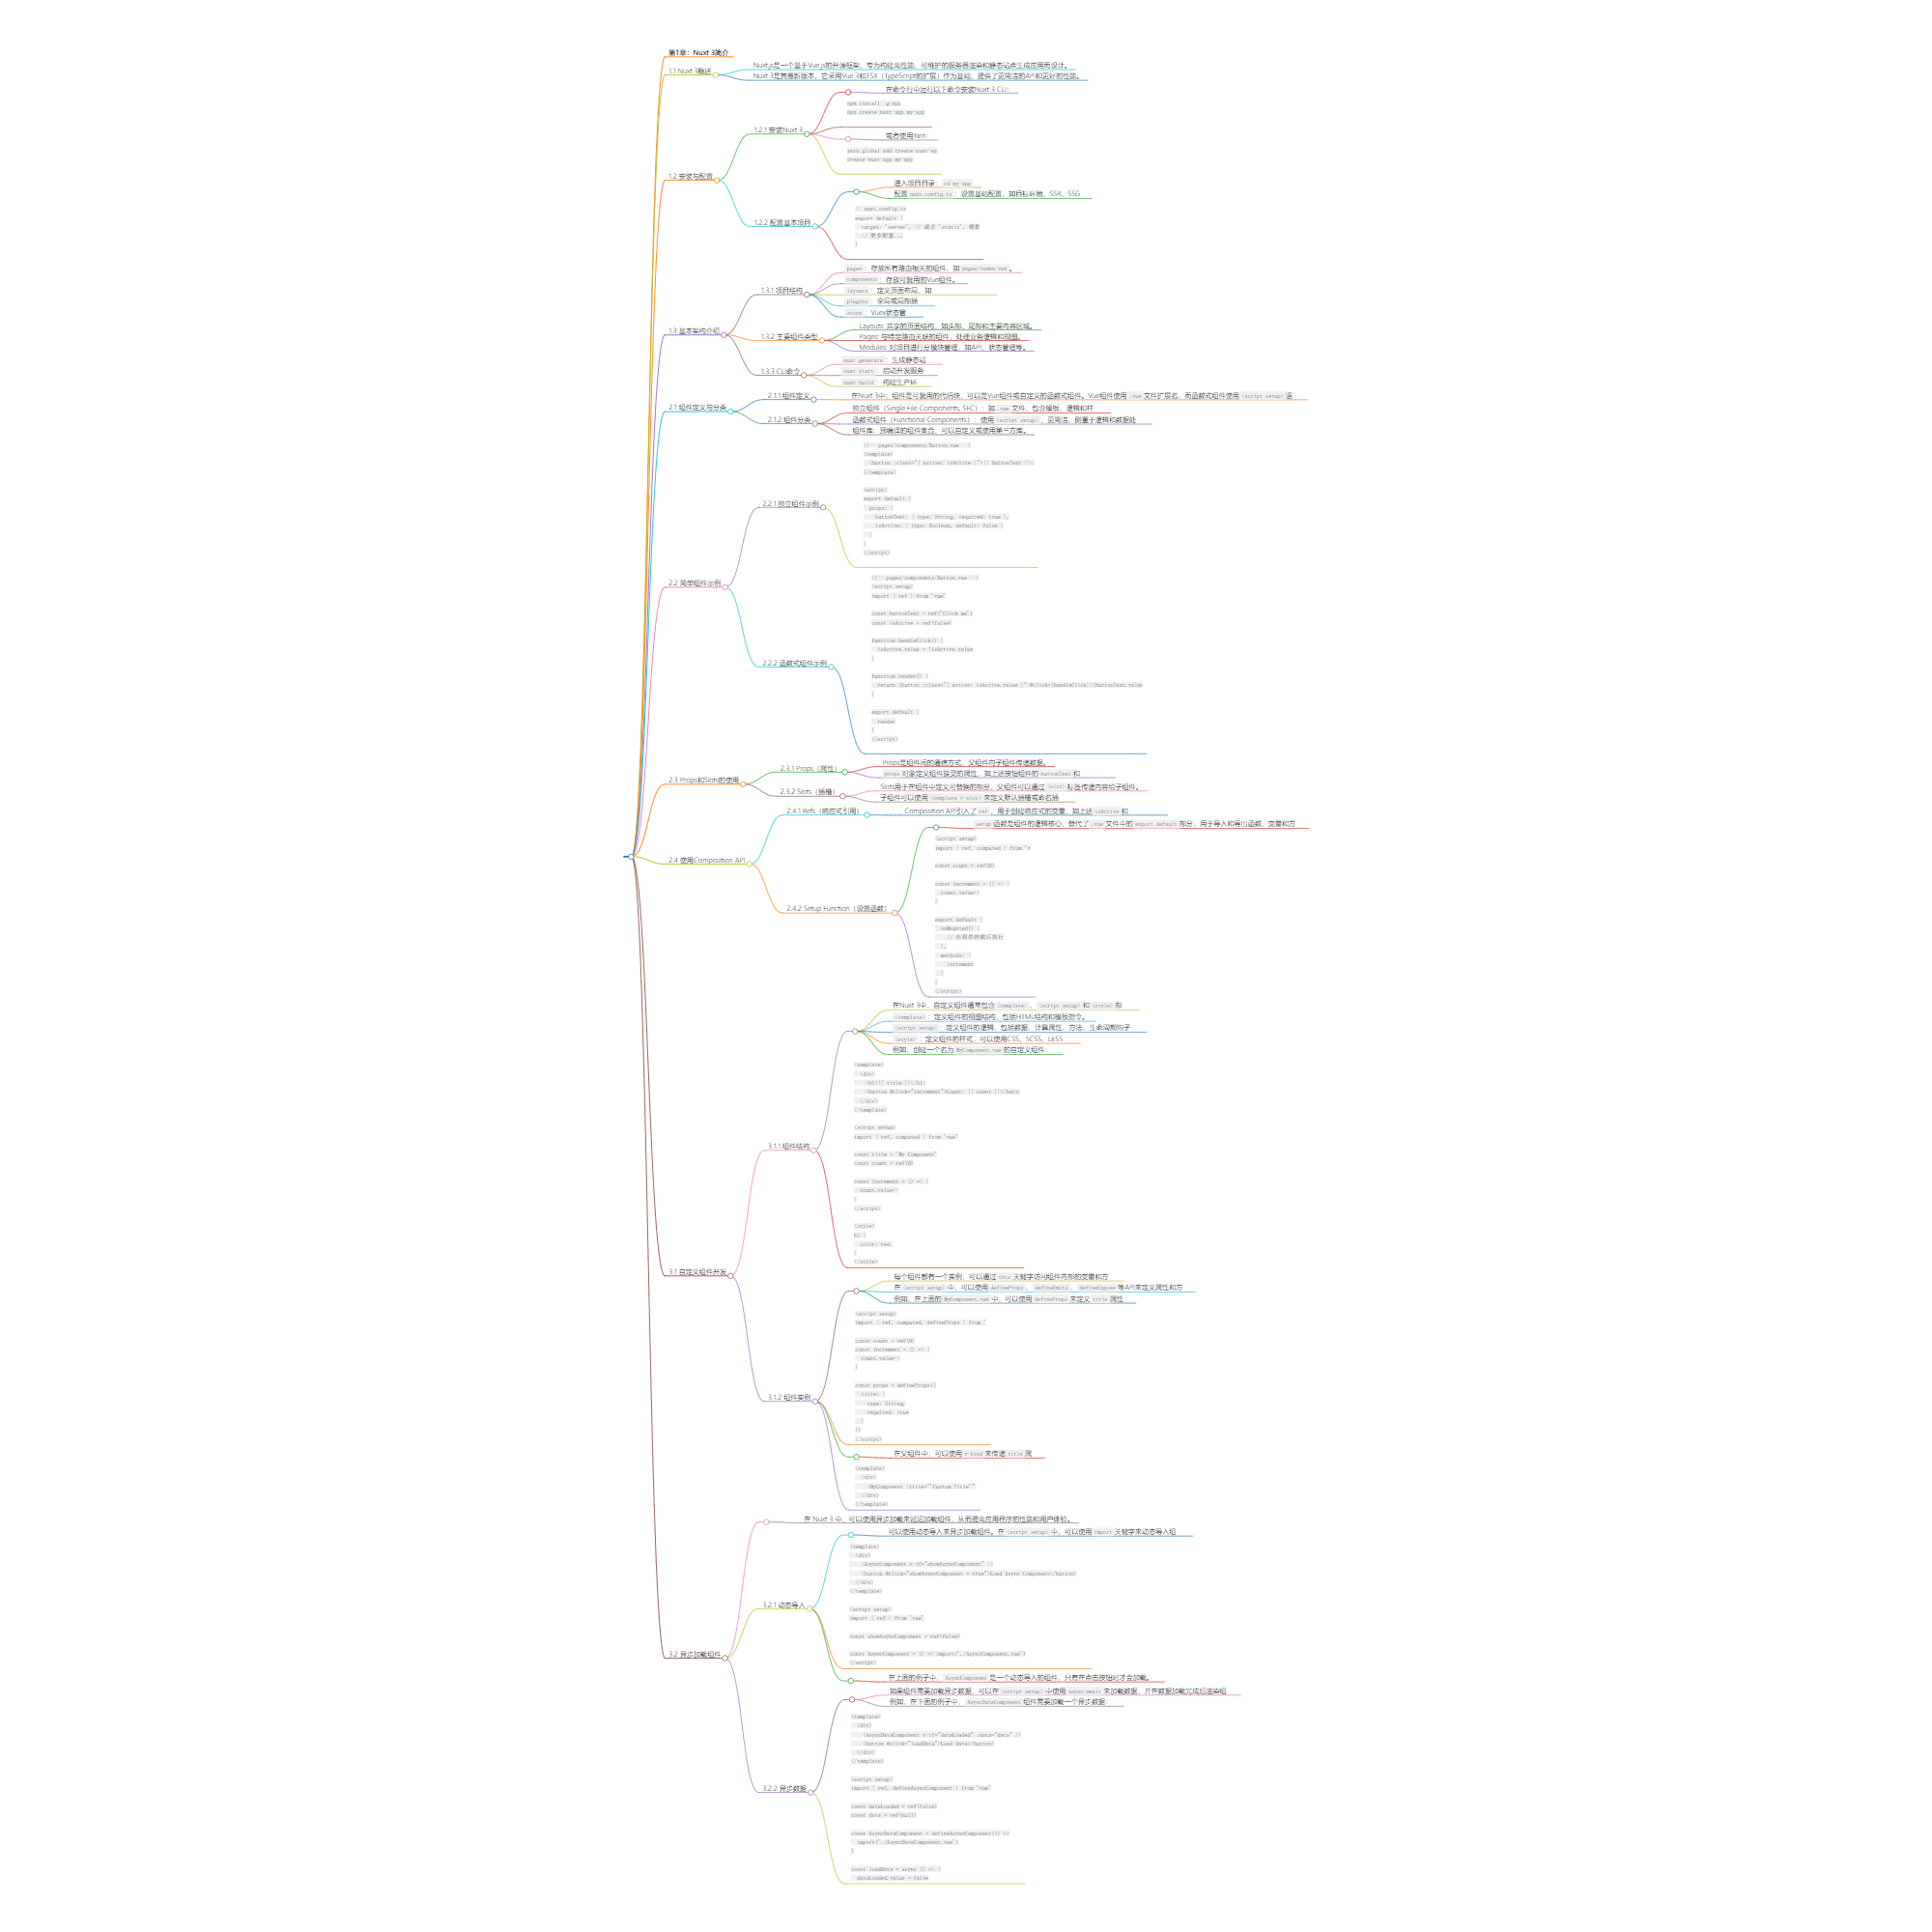 第1章：Nuxt 3简介
1.1 Nuxt 3概述
Nuxt.js是一个基于Vue.js的开源框架，专为构建高性能、可维护的服务器渲染和静态站点生成应用而设计。
Nuxt 3是其最新版本，它采用Vue 3和TSX（TypeScript的扩展）作为基础，提供了更简洁的API和更好的性能。
1.2 安装与配置
1.2.1 安装Nuxt 3
在命令行中运行以下命令安装Nuxt 3 CLI：
npm install -g npx
npx create-nuxt-app my-app
或者使用Yarn：
yarn global add create-nuxt-ap
create-nuxt-app my-app
1.2.2 配置基本项目
进入项目目录：cd my-app
配置 nuxt.config.ts ：设置基础配置，如目标环境、SSR、SSG
// nuxt.config.ts
export default {
target: 'server', // 或者 'static'，根据
// 更多配置...
}
1.3 基本架构介绍
1.3.1 项目结构
pages ：存放所有路由相关的组件，如 pages/index.vue 。
components ：存放可复用的Vue组件。
layouts ：定义页面布局，如
plugins ：全局或局部插
store ：Vuex状态管
1.3.2 主要组件类型
Layouts: 共享的页面结构，如头部、尾部和主要内容区域。
Pages: 与特定路由关联的组件，处理业务逻辑和视图。
Modules: 对项目进行分模块管理，如API、状态管理等。
1.3.3 CLI命令
nuxt generate ：生成静态站
nuxt start ：启动开发服务
nuxt build ：构建生产环
2.1 组件定义与分类
2.1.1 组件定义
在Nuxt 3中，组件是可复用的代码块，可以是Vue组件或自定义的函数式组件。Vue组件使用 .vue 文件扩展名，而函数式组件使用 <script setup> 语
2.1.2 组件分类
独立组件（Single File Components, SFC）：如 .vue 文件，包含模板、逻辑和样
函数式组件（Functional Components）：使用 <script setup> ，更简洁，侧重于逻辑和数据处
组件库：预编译的组件集合，可以自定义或使用第三方库。
2.2 简单组件示例
2.2.1 独立组件示例
<!-- pages/components/Button.vue -->
<template>
<button :class="{ active: isActive }">{{ buttonText }}<
</template>
<script>
export default {
props: {
buttonText: { type: String, required: true },
isActive: { type: Boolean, default: false }
}
}
</script>
2.2.2 函数式组件示例
<!-- pages/components/Button.vue -->
<script setup>
import { ref } from 'vue'
const buttonText = ref('Click me')
const isActive = ref(false)
function handleClick() {
isActive.value = !isActive.value
}
function render() {
return <button :class="{ active: isActive.value }" @click={handleClick}>{buttonText.value
}
export default {
render
}
</script>
2.3 Props和Slots的使用
2.3.1 Props（属性）
Props是组件间的通信方式，父组件向子组件传递数据。
props 对象定义组件接受的属性，如上述按钮组件的 buttonText 和
2.3.2 Slots（插槽）
Slots用于在组件中定义可替换的部分，父组件可以通过 <slot> 标签传递内容给子组件。
子组件可以使用 <template v-slot> 来定义默认插槽或命名插
2.4 使用Composition API
2.4.1 Refs（响应式引用）
Composition API引入了 ref ，用于创建响应式的变量，如上述 isActive 和
2.4.2 Setup Function（设置函数）
setup 函数是组件的逻辑核心，替代了 .vue 文件中的 export default 部分，用于导入和导出函数、变量和方
<script setup>
import { ref, computed } from 'v
const count = ref(0)
const increment = () => {
count.value++
}
export default {
onMounted() {
// 在组件挂载后执行
},
methods: {
increment
}
}
</script>
3.1 自定义组件开发
3.1.1 组件结构
在Nuxt 3中，自定义组件通常包含 <template> 、 <script setup> 和 <style> 部
<template> ：定义组件的视图结构，包括HTML结构和模板指令。
<script setup> ：定义组件的逻辑，包括数据、计算属性、方法、生命周期钩子
<style> ：定义组件的样式，可以使用CSS、SCSS、LESS
例如，创建一个名为 MyComponent.vue 的自定义组件：
<template>
<div>
<h1>{{ title }}</h1>
<button @click="increment">Count: {{ count }}</butto
</div>
</template>
<script setup>
import { ref, computed } from 'vue'
const title = 'My Component'
const count = ref(0)
const increment = () => {
count.value++
}
</script>
<style>
h1 {
color: red;
}
</style>
3.1.2 组件实例
每个组件都有一个实例，可以通过 this 关键字访问组件内部的变量和方
在 <script setup> 中，可以使用 defineProps 、 defineEmits 、 defineExpose 等API来定义属性和方
例如，在上面的 MyComponent.vue 中，可以使用 defineProps 来定义 title 属性：
<script setup>
import { ref, computed, defineProps } from '
const count = ref(0)
const increment = () => {
count.value++
}
const props = defineProps({
title: {
type: String,
required: true
}
})
</script>
在父组件中，可以使用 v-bind 来传递 title 属
<template>
<div>
<MyComponent :title="'Custom Title'"
</div>
</template>
3.2 异步加载组件
在 Nuxt 3 中，可以使用异步加载来延迟加载组件，从而提高应用程序的性能和用户体验。
3.2.1 动态导入
可以使用动态导入来异步加载组件。在 <script setup> 中，可以使用 import 关键字来动态导入组
<template>
<div>
<AsyncComponent v-if="showAsyncComponent" />
<button @click="showAsyncComponent = true">Load Async Component</button>
</div>
</template>
<script setup>
import { ref } from 'vue'
const showAsyncComponent = ref(false)
const AsyncComponent = () => import('./AsyncComponent.vue')
</script>
在上面的例子中， AsyncComponent 是一个动态导入的组件，只有在点击按钮时才会加载。
3.2.2 异步数据
如果组件需要加载异步数据，可以在 <script setup> 中使用 async/await 来加载数据，并在数据加载完成后渲染组
例如，在下面的例子中， AsyncDataComponent 组件需要加载一个异步数据：
<template>
<div>
<AsyncDataComponent v-if="dataLoaded" :data="data" />
<button @click="loadData">Load Data</button>
</div>
</template>
<script setup>
import { ref, defineAsyncComponent } from 'vue'
const dataLoaded = ref(false)
const data = ref(null)
const AsyncDataComponent = defineAsyncComponent(() =>
import('./AsyncDataComponent.vue')
)
const loadData = async () => {
dataLoaded.value = false